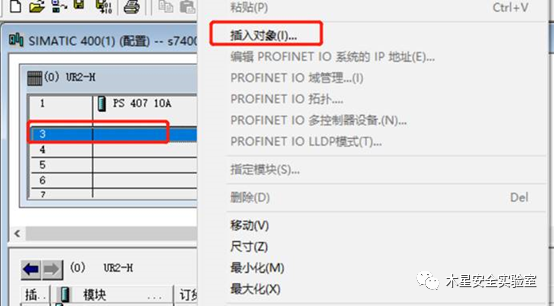 粘贴(P) Ctrl+V
SIMATIC 400(1) (配置) -- s7400
插入对象(I)...
编辑 PROFINET IO 系统的 IP 地址(E)...
(0) UR2-H
PROFINET IO 域管理...(I)
1 PS 407 10A
PROFINET IO 拓扑....
PROFINET IO 多控制器设备.(N)...
3
PROFINET IO LLDP模式(T)...
4
5
指定模块(S)...
6
7
删除(D) Del
移动(V)
尺寸(Z)
(0) UR2-H
最小化(M)
插.. 模块 ... 订
最大化(X)
木星安全实验室